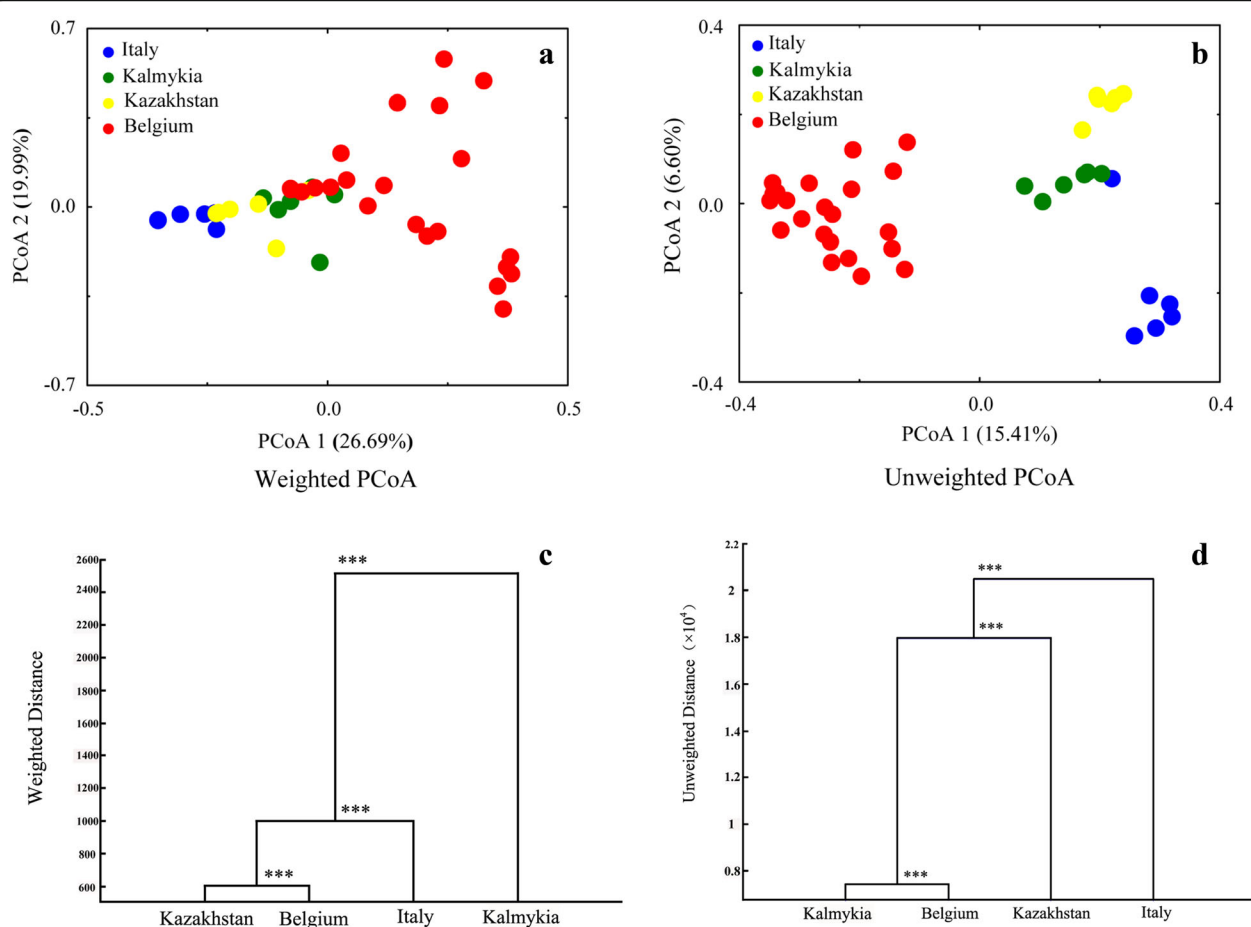 0.7
Italy
Kalmykia
Kazakhstan
Belgium
a
PCoA 2 (19.99%)
0.0
-0.7
-0.5
0.0
0.5
PCoA 1 (26.69%)
Weighted PCoA
0.4
Italy
Kalmykia
Kazakhstan
Belgium
b
PCoA 2 (6.60%)
0.0
-0.4
-0.4
0.0
0.4
PCoA 1 (15.41%)
Unweighted PCoA
c
***
2600
2400
2200
2000
1800
1600
1400
1200
1000
800
600
Weighted Distance
***
***
Kazakhstan
Belgium
Italy
Kalmykia
d
2.2
2
1.8
1.6
1.4
1.2
1
0.8
Unweighted Distance (×10⁴)
***
***
***
Kalmykia
Belgium
Kazakhstan
Italy